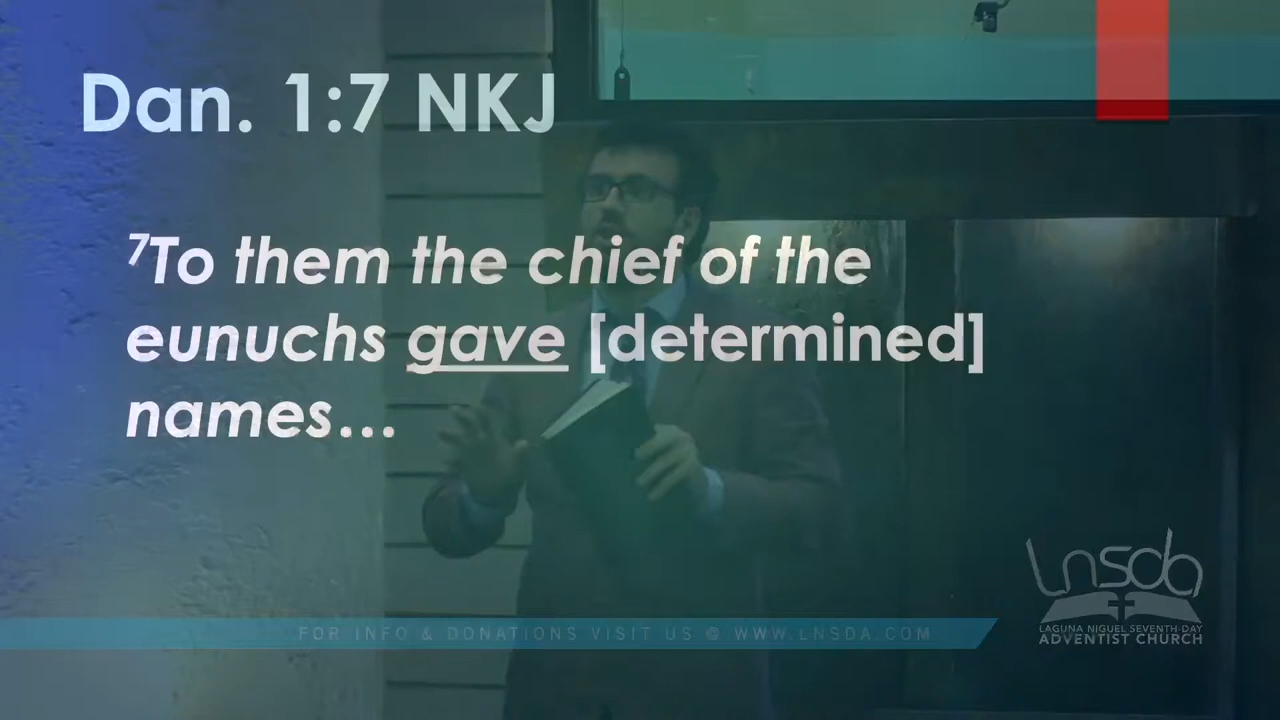 Dan. 1:7 NKJ
⁷To them the chief of the
eunuchs gave [determined]
names…
FOR INFO & DONATIONS VISIT US @ WWW.LNSDA.COM
LNSDA
LAGUNA NIGUEL SEVENTH-DAY
ADVENTIST CHURCH